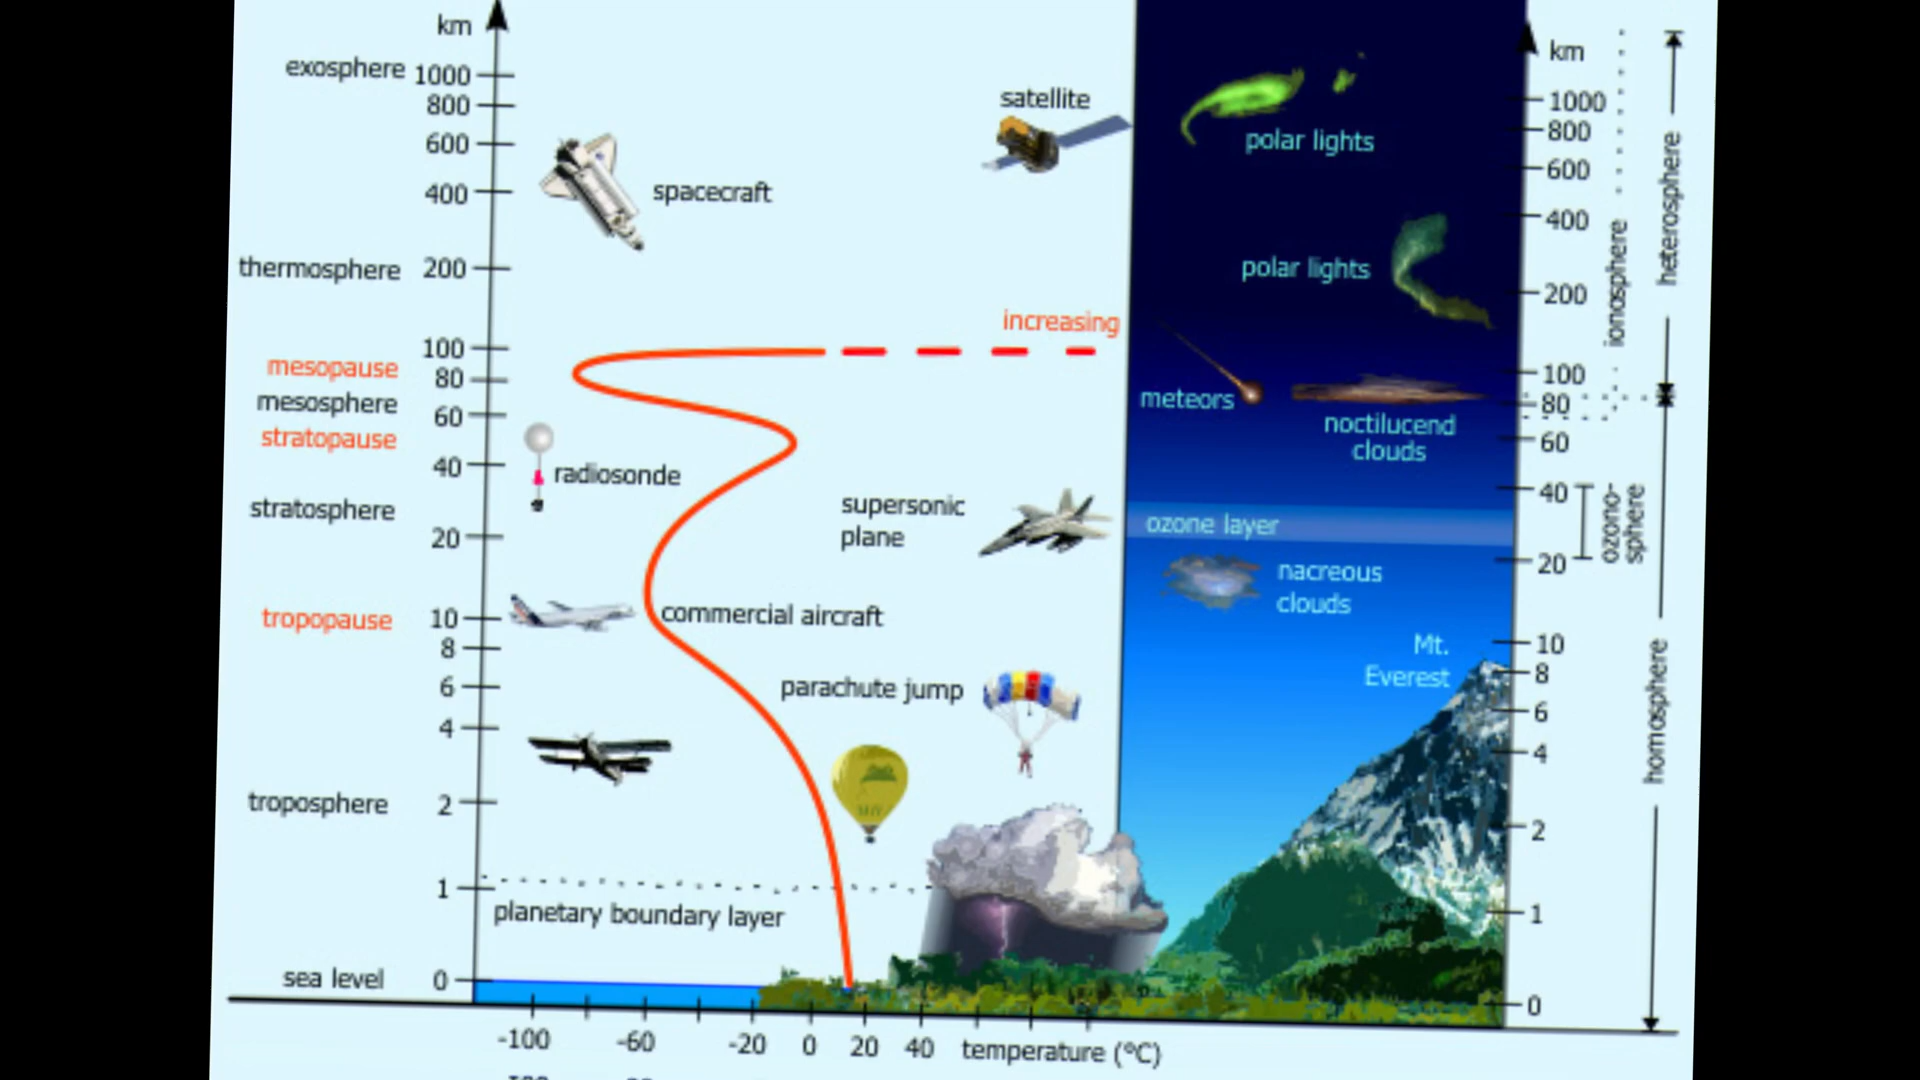 km
exosphere 1000
800
600
400
thermosphere 200
100
mesopause
80
mesosphere
60
stratopause
40
stratosphere
20
tropopause 10
8
6
4
troposphere 2
1
sea level 0
satellite
spacecraft
increasing
radiosonde
supersonic
plane
commercial aircraft
parachute jump
planetary boundary layer
-100 -60 -20 0 20 40 temperature (°C)
polar lights
polar lights
meteors
noctilucend
clouds
ozone layer
nacreous
clouds
Mt.
Everest
km
1000
800
600
400
200
100
80
60
40
20
10
8
6
4
2
1
0
ionosphere
ozono-
sphere
heterosphere
homosphere